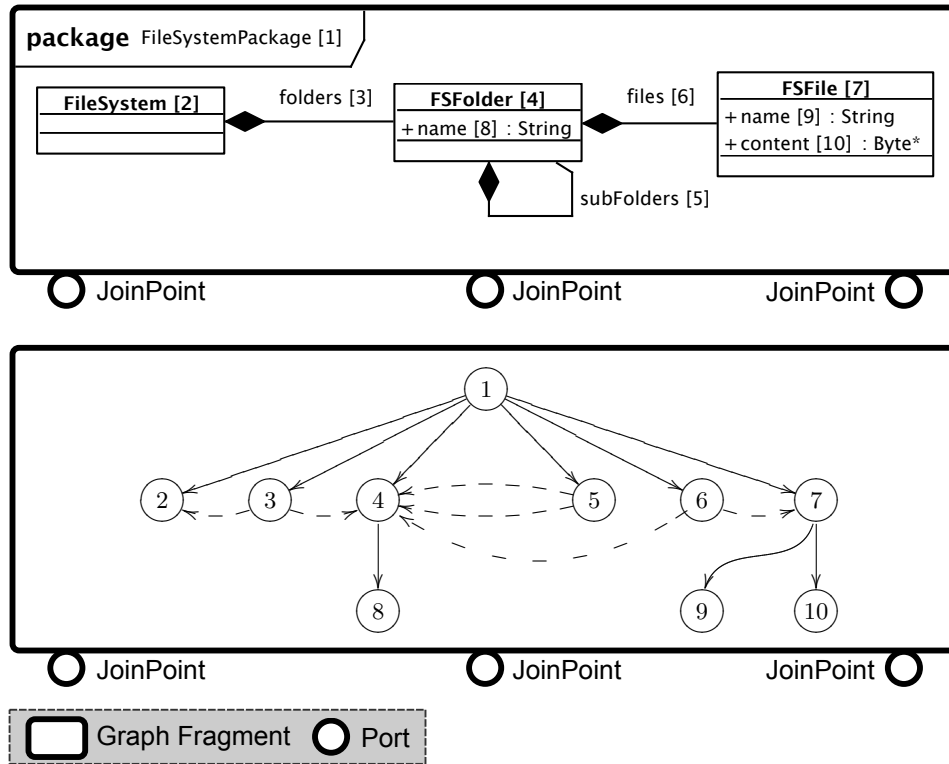 package FileSystemPackage [1]
FileSystem [2]
folders [3]
FSFolder [4]
+ name [8] : String
files [6]
FSFile [7]
+ name [9] : String
+ content [10] : Byte*
subFolders [5]
JoinPoint JoinPoint JoinPoint
1
2 3 4 5 6 7
8 9 10
JoinPoint JoinPoint JoinPoint
Graph Fragment Port